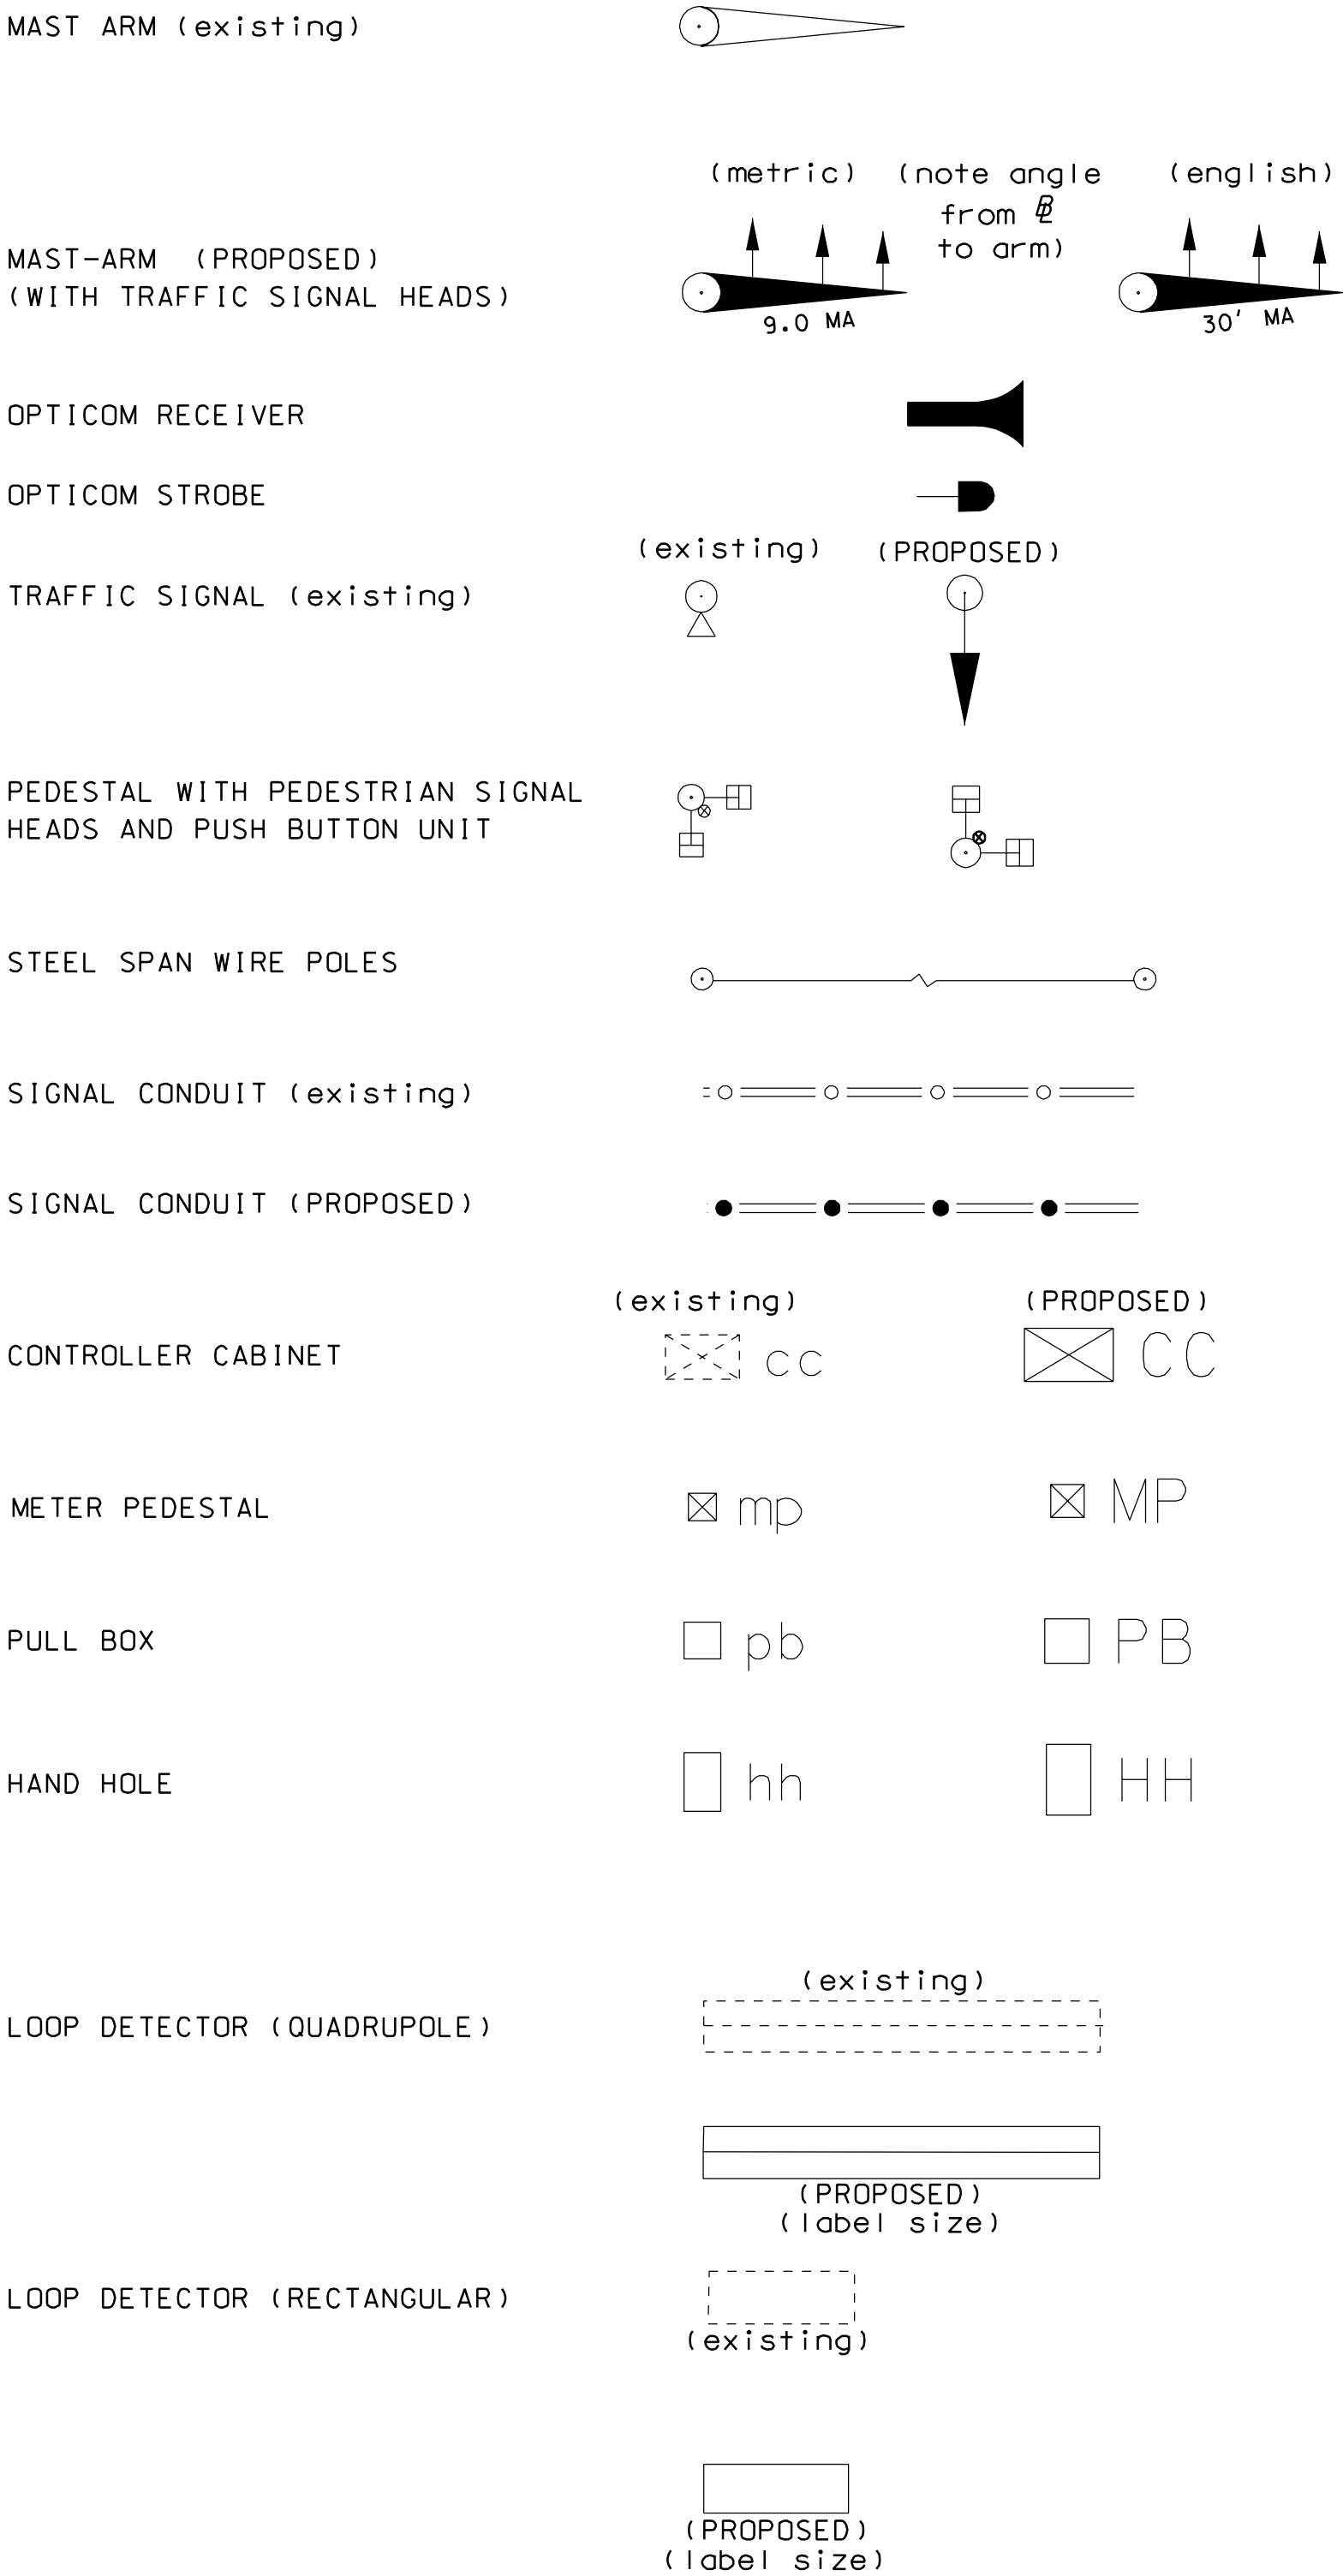 MAST ARM (existing)
(metric) (note angle (english)
from BL
to arm)
MAST-ARM (PROPOSED)
(WITH TRAFFIC SIGNAL HEADS)
9.0 MA 30' MA
OPTICOM RECEIVER
OPTICOM STROBE
(existing) (PROPOSED)
TRAFFIC SIGNAL (existing)
PEDESTAL WITH PEDESTRIAN SIGNAL
HEADS AND PUSH BUTTON UNIT
STEEL SPAN WIRE POLES
SIGNAL CONDUIT (existing)
SIGNAL CONDUIT (PROPOSED)
(existing) (PROPOSED)
CONTROLLER CABINET cc CC
METER PEDESTAL mp MP
PULL BOX pb PB
HAND HOLE hh HH
(existing)
LOOP DETECTOR (QUADRUPOLE)
(PROPOSED)
(label size)
LOOP DETECTOR (RECTANGULAR)
(existing)
(PROPOSED)
(label size)